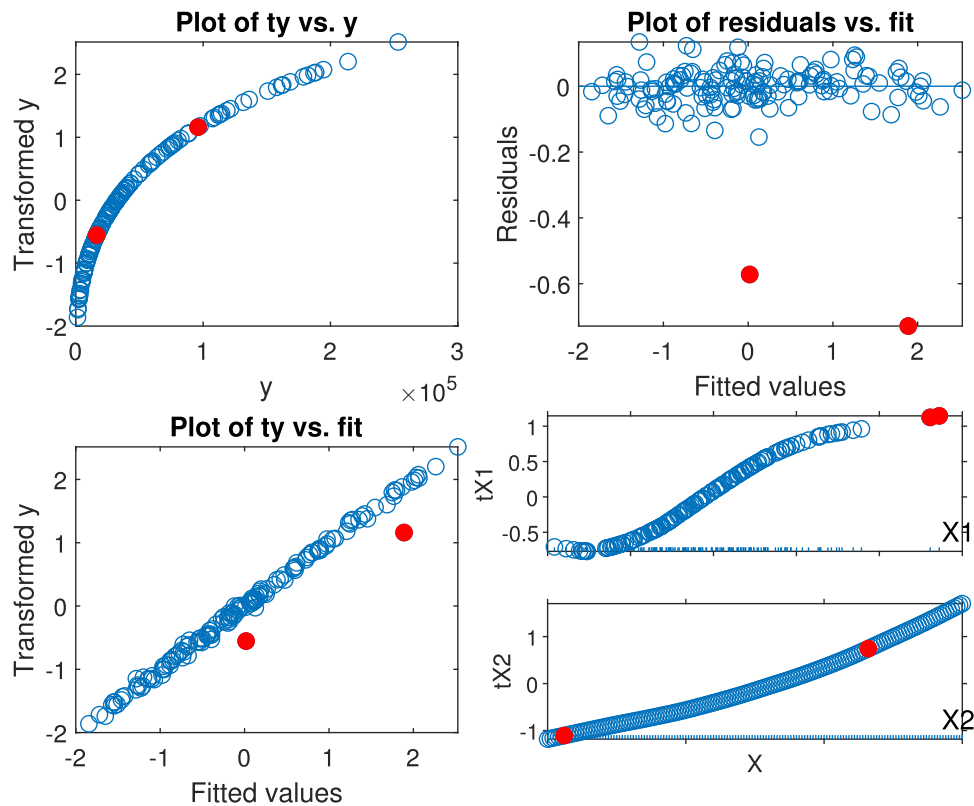 Plot of ty vs. y
Transformed y
2
1
0
-1
-2
0
1
2
3
y
×10⁵
Plot of residuals vs. fit
Residuals
0
-0.2
-0.4
-0.6
-2
-1
0
1
2
Fitted values
Plot of ty vs. fit
Transformed y
2
1
0
-1
-2
-2
-1
0
1
2
Fitted values
tX1
1
0.5
0
-0.5
X1
tX2
1
0
-1
X2
X